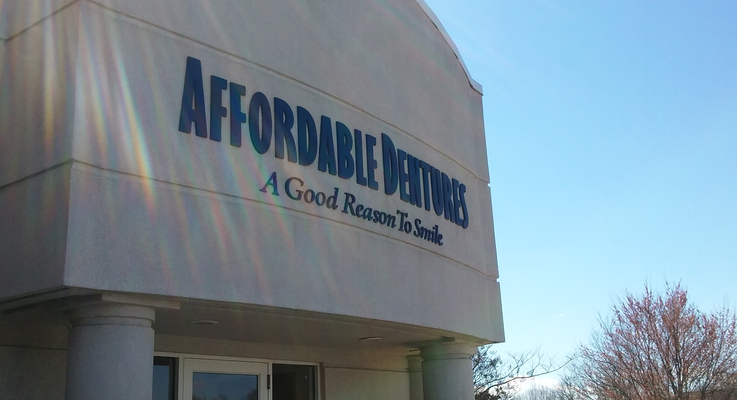 AFFORDABLE DENTURES
A Good Reason To Smile